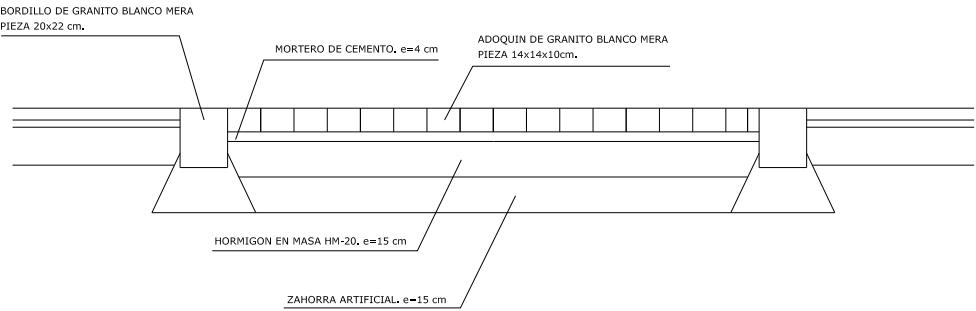 BORDILLO DE GRANITO BLANCO MERA
PIEZA 20x22 cm.
MORTERO DE CEMENTO. e=4 cm
ADOQUIN DE GRANITO BLANCO MERA
PIEZA 14x14x10cm.
HORMIGON EN MASA HM-20. e=15 cm
ZAHORRA ARTIFICIAL. e=15 cm